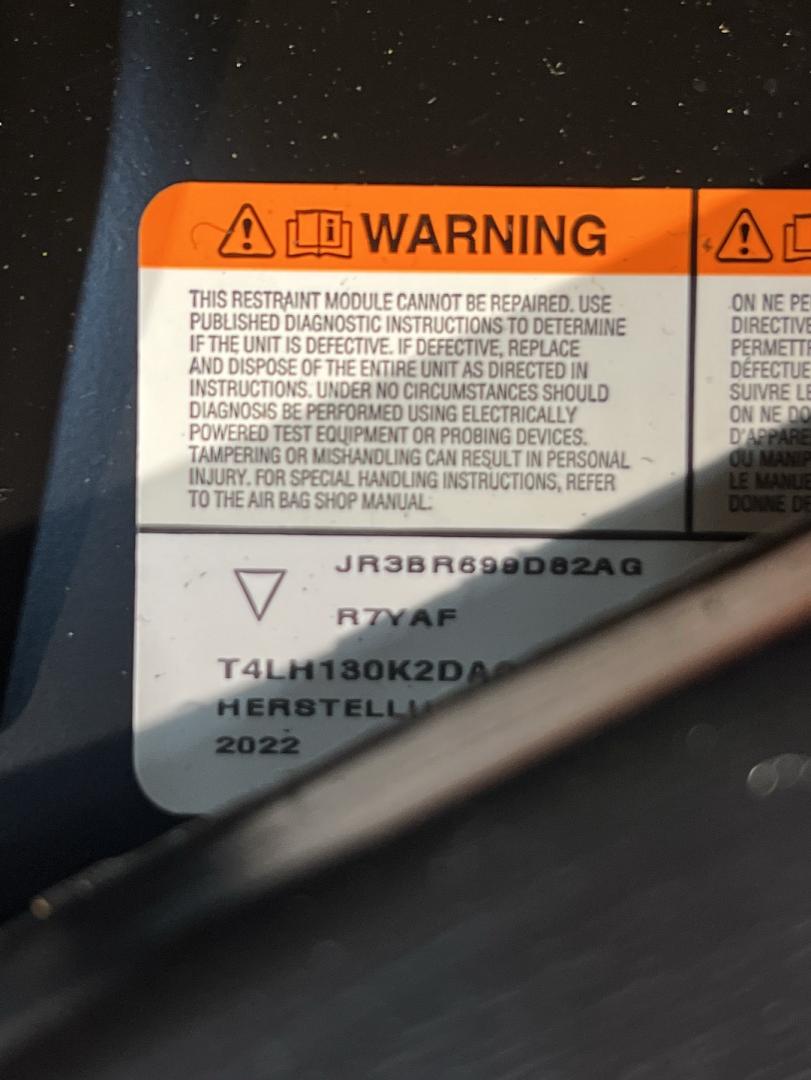 WARNING
THIS RESTRAINT MODULE CANNOT BE REPAIRED. USE
PUBLISHED DIAGNOSTIC INSTRUCTIONS TO DETERMINE
IF THE UNIT IS DEFECTIVE. IF DEFECTIVE, REPLACE
AND DISPOSE OF THE ENTIRE UNIT AS DIRECTED IN
INSTRUCTIONS. UNDER NO CIRCUMSTANCES SHOULD
DIAGNOSIS BE PERFORMED USING ELECTRICALLY
POWERED TEST EQUIPMENT OR PROBING DEVICES.
TAMPERING OR MISHANDLING CAN RESULT IN PERSONAL
INJURY. FOR SPECIAL HANDLING INSTRUCTIONS, REFER
TO THE AIR BAG SHOP MANUAL.
ON NE
DIRECTIVE
SUIVRE
ON NE
JR3B R699D82AG
R7YAF
2022